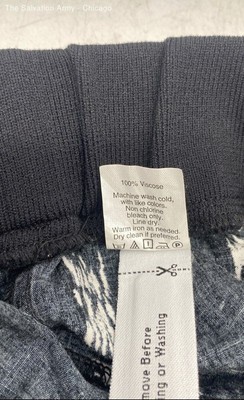 The Salvation Army - Chicago
100% Viscose
Machine wash cold,
with like colors.
Non chlorine
bleach only.
Line dry.
Warm iron as needed.
Dry clean if preferred.
move Before
ing or Washing